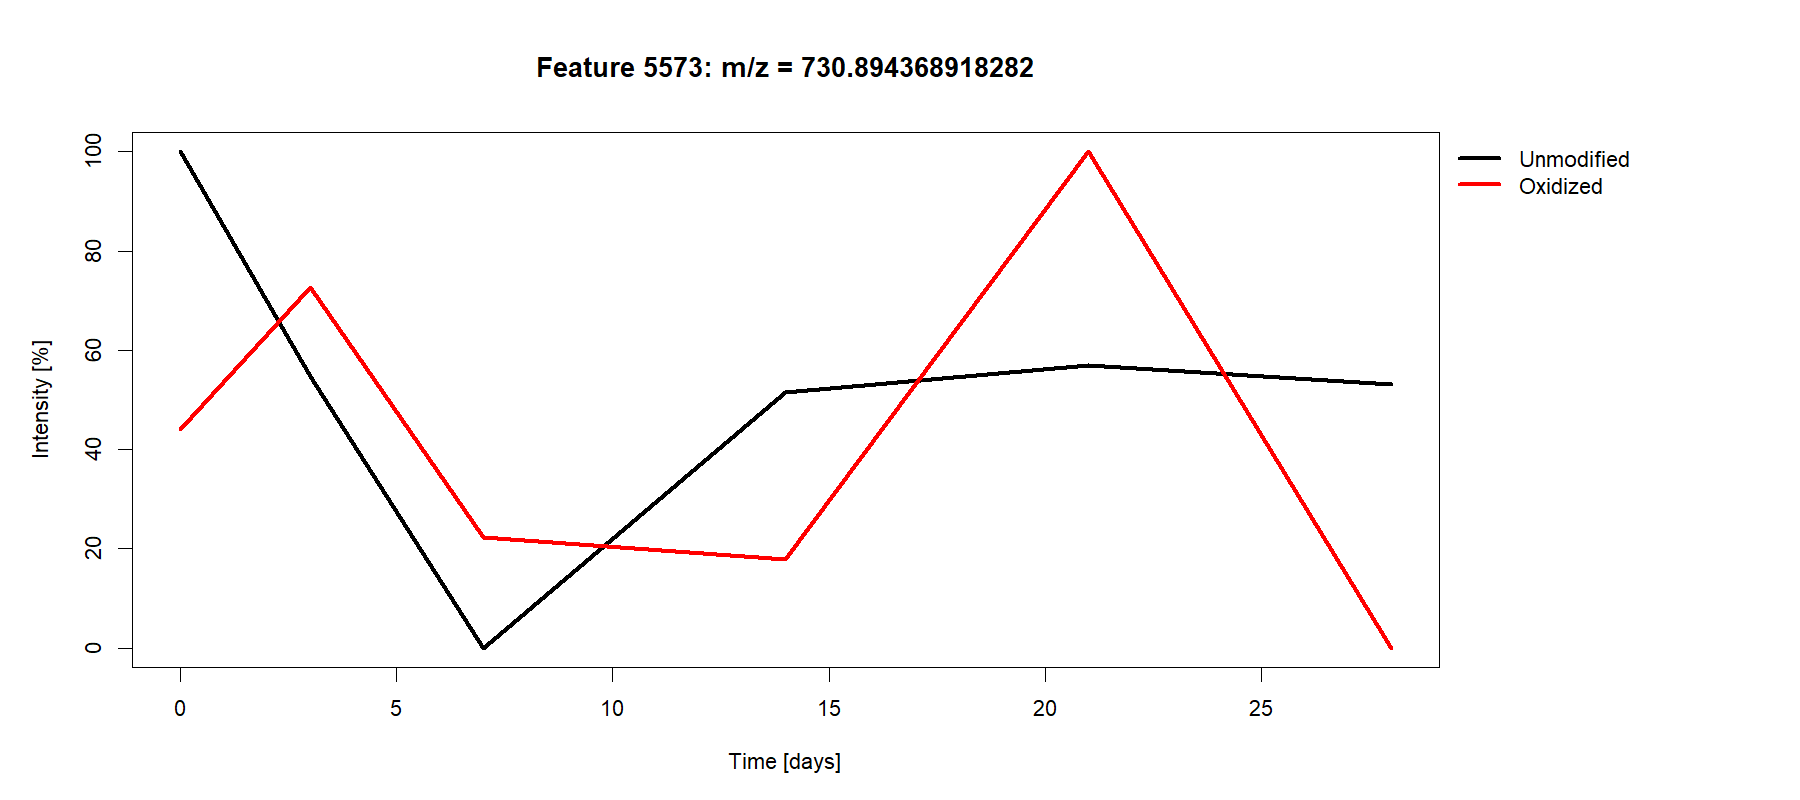 Feature 5573: m/z = 730.894368918282
Unmodified
Oxidized
Intensity [%]
100
80
60
40
20
0
0 5 10 15 20 25
Time [days]